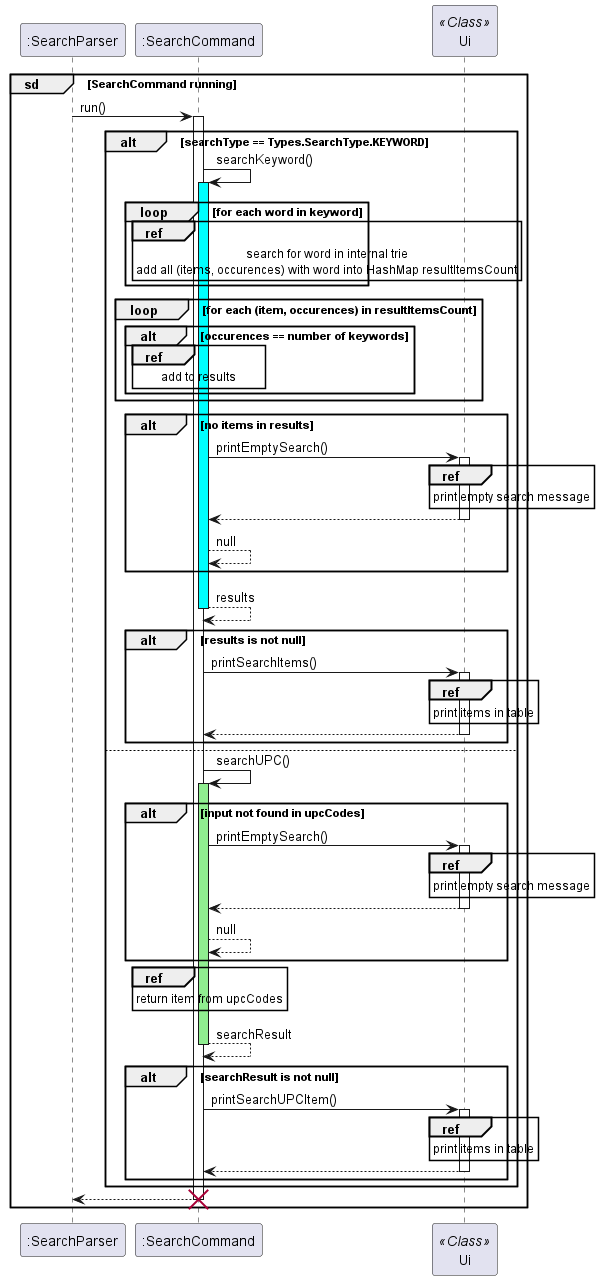 «Class»
:SearchParser :SearchCommand Ui
sd [SearchCommand running]
run()
alt [searchType == Types.SearchType.KEYWORD]
searchKeyword()
loop [for each word in keyword]
ref
search for word in internal trie
add all (items, occurences) with word into HashMap resultItemsCount
loop [for each (item, occurences) in resultItemsCount]
alt [occurences == number of keywords]
ref
add to results
alt [no items in results]
printEmptySearch()
ref
print empty search message
null
results
alt [results is not null]
printSearchItems()
ref
print items in table
searchUPC()
alt [input not found in upcCodes]
printEmptySearch()
ref
print empty search message
null
ref
return item from upcCodes
searchResult
alt [searchResult is not null]
printSearchUPCItem()
ref
print items in table
:SearchParser :SearchCommand «Class»
Ui